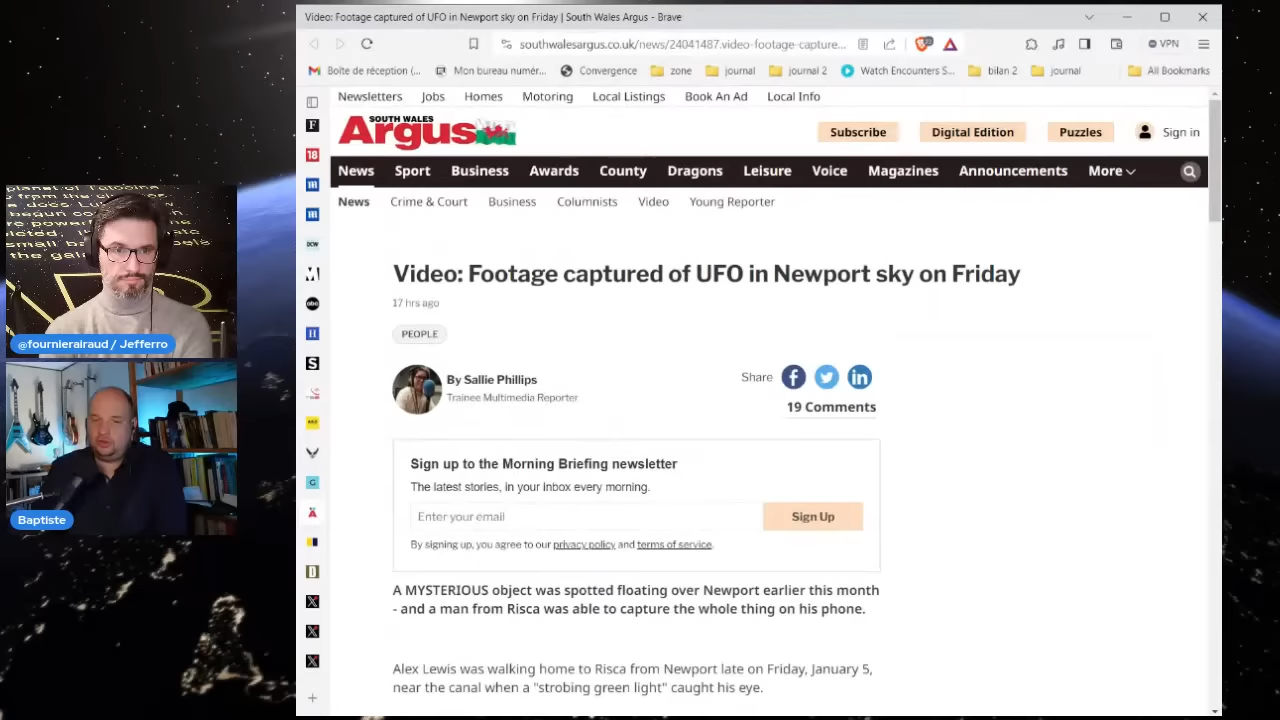 Video: Footage captured of UFO in Newport sky on Friday | South Wales Argus - Brave
southwalesargus.co.uk/news/24041487.video-footage-capture...
VPN
Boîte de réception (...
Mon bureau numér...
Convergence
zone
journal
journal 2
Watch Encounters S...
bilan 2
journal
All Bookmarks
Newsletters Jobs Homes Motoring Local Listings Book An Ad Local Info
SOUTH WALES
Argus
Subscribe
Digital Edition
Puzzles
Sign in
News Sport Business Awards County Dragons Leisure Voice Magazines Announcements More
News Crime & Court Business Columnists Video Young Reporter
Video: Footage captured of UFO in Newport sky on Friday
17 hrs ago
PEOPLE
By Sallie Phillips
Trainee Multimedia Reporter
Share
19 Comments
Sign up to the Morning Briefing newsletter
The latest stories, in your inbox every morning.
Enter your email
Sign Up
By signing up, you agree to our privacy policy and terms of service.
A MYSTERIOUS object was spotted floating over Newport earlier this month
- and a man from Risca was able to capture the whole thing on his phone.
Alex Lewis was walking home to Risca from Newport late on Friday, January 5,
near the canal when a "strobing green light" caught his eye.
@fournierairaud / Jefferro
Baptiste